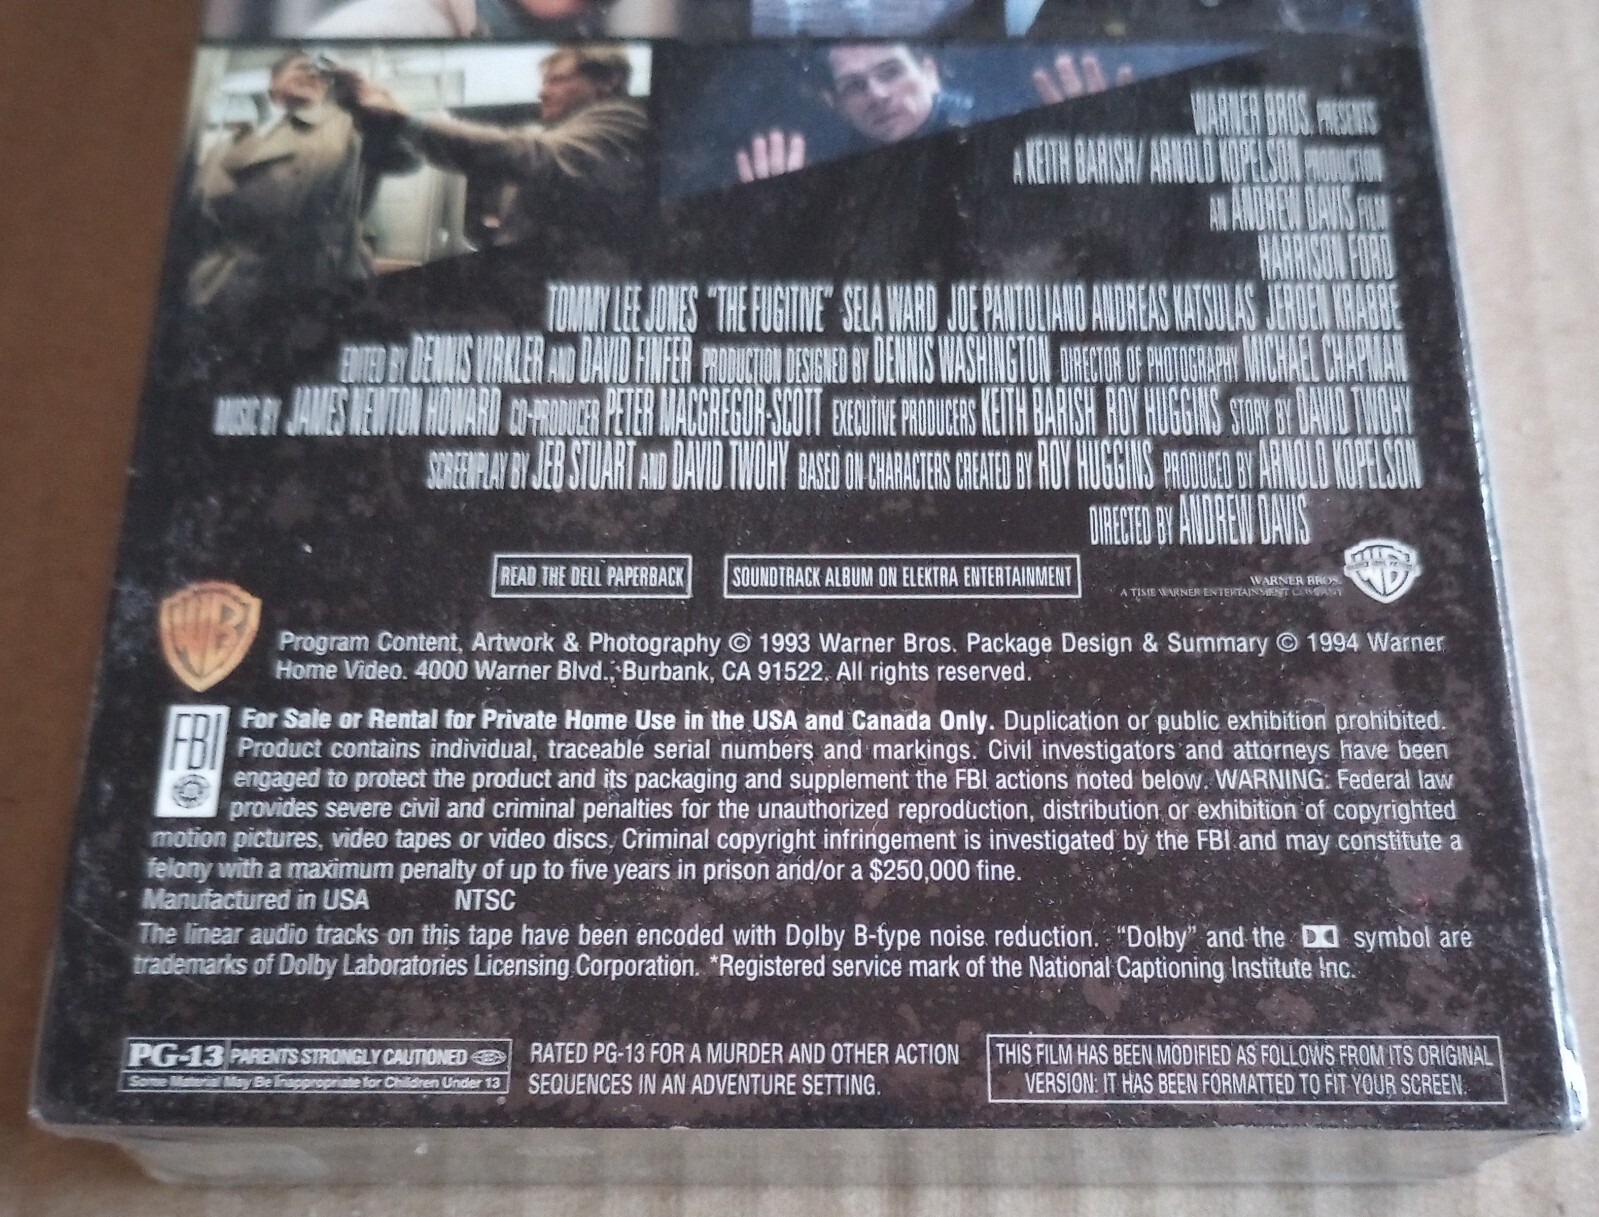 WARNER BROS. PRESENTS
A KEITH BARISH/ARNOLD KOPELSON PRODUCTION
AN ANDREW DAVIS FILM
HARRISON FORD
TOMMY LEE JONES "THE FUGITIVE" SELA WARD JOE PANTOLIANO ANDREAS KATSULAS JEROEN KRABBE
EDITED BY DENNIS VIRKLER AND DAVID FINFER PRODUCTION DESIGNED BY DENNIS WASHINGTON DIRECTOR OF PHOTOGRAPHY MICHAEL CHAPMAN
MUSIC BY JAMES NEWTON HOWARD CO-PRODUCER PETER MACGREGOR-SCOTT EXECUTIVE PRODUCERS KEITH BARISH ROY HUGGINS STORY BY DAVID TWOHY
SCREENPLAY BY JEB STUART AND DAVID TWOHY BASED ON CHARACTERS CREATED BY ROY HUGGINS PRODUCED BY ARNOLD KOPELSON
DIRECTED BY ANDREW DAVIS
READ THE DELL PAPERBACK
SOUNDTRACK ALBUM ON ELEKTRA ENTERTAINMENT
WARNER BROS.
A TIME WARNER ENTERTAINMENT COMPANY
WB
WB
Program Content, Artwork & Photography © 1993 Warner Bros. Package Design & Summary © 1994 Warner
Home Video. 4000 Warner Blvd., Burbank, CA 91522. All rights reserved.
FBI
For Sale or Rental for Private Home Use in the USA and Canada Only. Duplication or public exhibition prohibited.
Product contains individual, traceable serial numbers and markings. Civil investigators and attorneys have been
engaged to protect the product and its packaging and supplement the FBI actions noted below. WARNING: Federal law
provides severe civil and criminal penalties for the unauthorized reproduction, distribution or exhibition of copyrighted
motion pictures, video tapes or video discs. Criminal copyright infringement is investigated by the FBI and may constitute a
felony with a maximum penalty of up to five years in prison and/or a $250,000 fine.
Manufactured in USA NTSC
The linear audio tracks on this tape have been encoded with Dolby B-type noise reduction. "Dolby" and the symbol are
trademarks of Dolby Laboratories Licensing Corporation. *Registered service mark of the National Captioning Institute Inc.
PG-13 PARENTS STRONGLY CAUTIONED
Some Material May Be Inappropriate for Children Under 13
RATED PG-13 FOR A MURDER AND OTHER ACTION
SEQUENCES IN AN ADVENTURE SETTING.
THIS FILM HAS BEEN MODIFIED AS FOLLOWS FROM ITS ORIGINAL
VERSION: IT HAS BEEN FORMATTED TO FIT YOUR SCREEN.